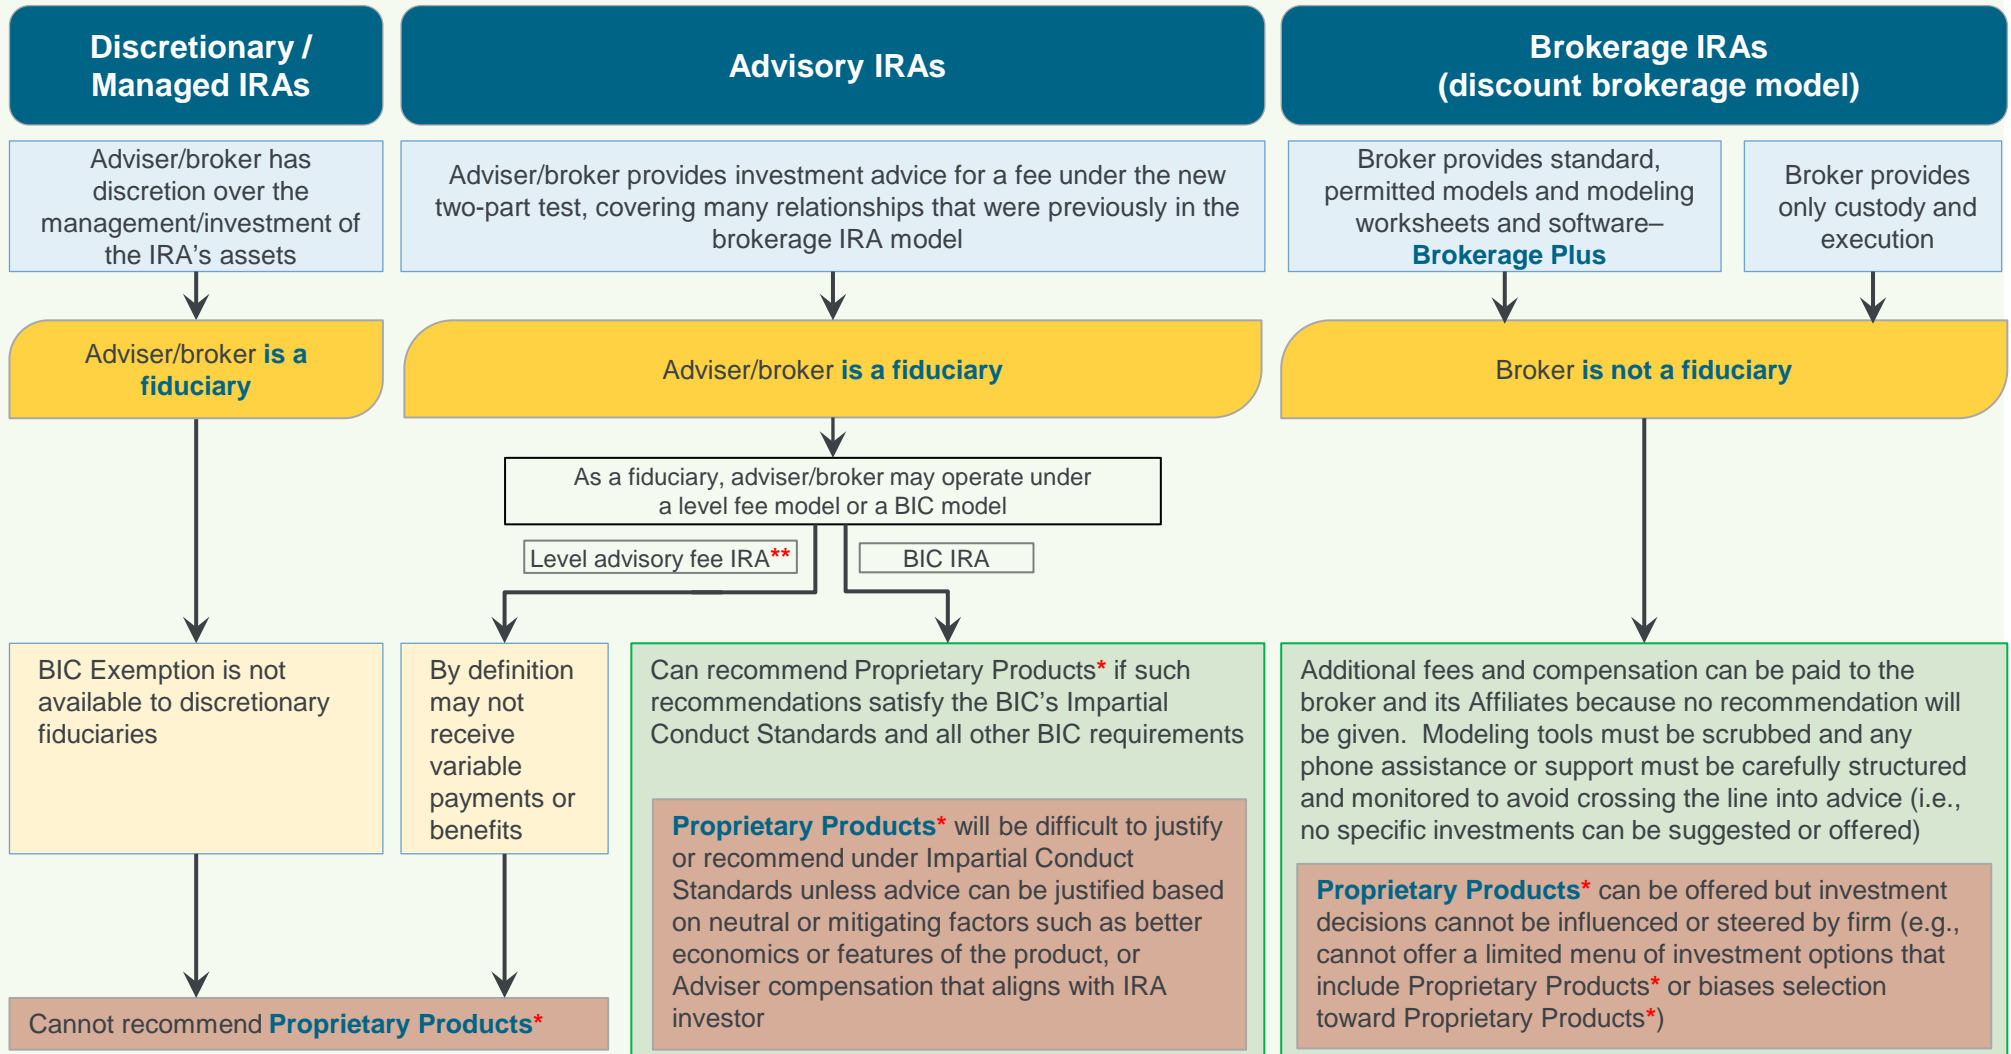 Discretionary /
Managed IRAs
Advisory IRAs
Brokerage IRAs
(discount brokerage model)
Adviser/broker has
discretion over the
management/investment of
the IRA's assets
Adviser/broker provides investment advice for a fee under the new
two-part test, covering many relationships that were previously in the
brokerage IRA model
Broker provides standard,
permitted models and modeling
worksheets and software–
Brokerage Plus
Broker provides
only custody and
execution
Adviser/broker is a
fiduciary
Adviser/broker is a fiduciary
Broker is not a fiduciary
As a fiduciary, adviser/broker may operate under
a level fee model or a BIC model
Level advisory fee IRA**
BIC IRA
BIC Exemption is not
available to discretionary
fiduciaries
By definition
may not
receive
variable
payments or
benefits
Cannot recommend Proprietary Products*
Can recommend Proprietary Products* if such
recommendations satisfy the BIC's Impartial
Conduct Standards and all other BIC requirements
Proprietary Products* will be difficult to justify
or recommend under Impartial Conduct
Standards unless advice can be justified based
on neutral or mitigating factors such as better
economics or features of the product, or
Adviser compensation that aligns with IRA
investor
Additional fees and compensation can be paid to the
broker and its Affiliates because no recommendation will
be given.  Modeling tools must be scrubbed and any
phone assistance or support must be carefully structured
and monitored to avoid crossing the line into advice (i.e.,
no specific investments can be suggested or offered)
Proprietary Products* can be offered but investment
decisions cannot be influenced or steered by firm (e.g.,
cannot offer a limited menu of investment options that
include Proprietary Products* or biases selection
toward Proprietary Products*)